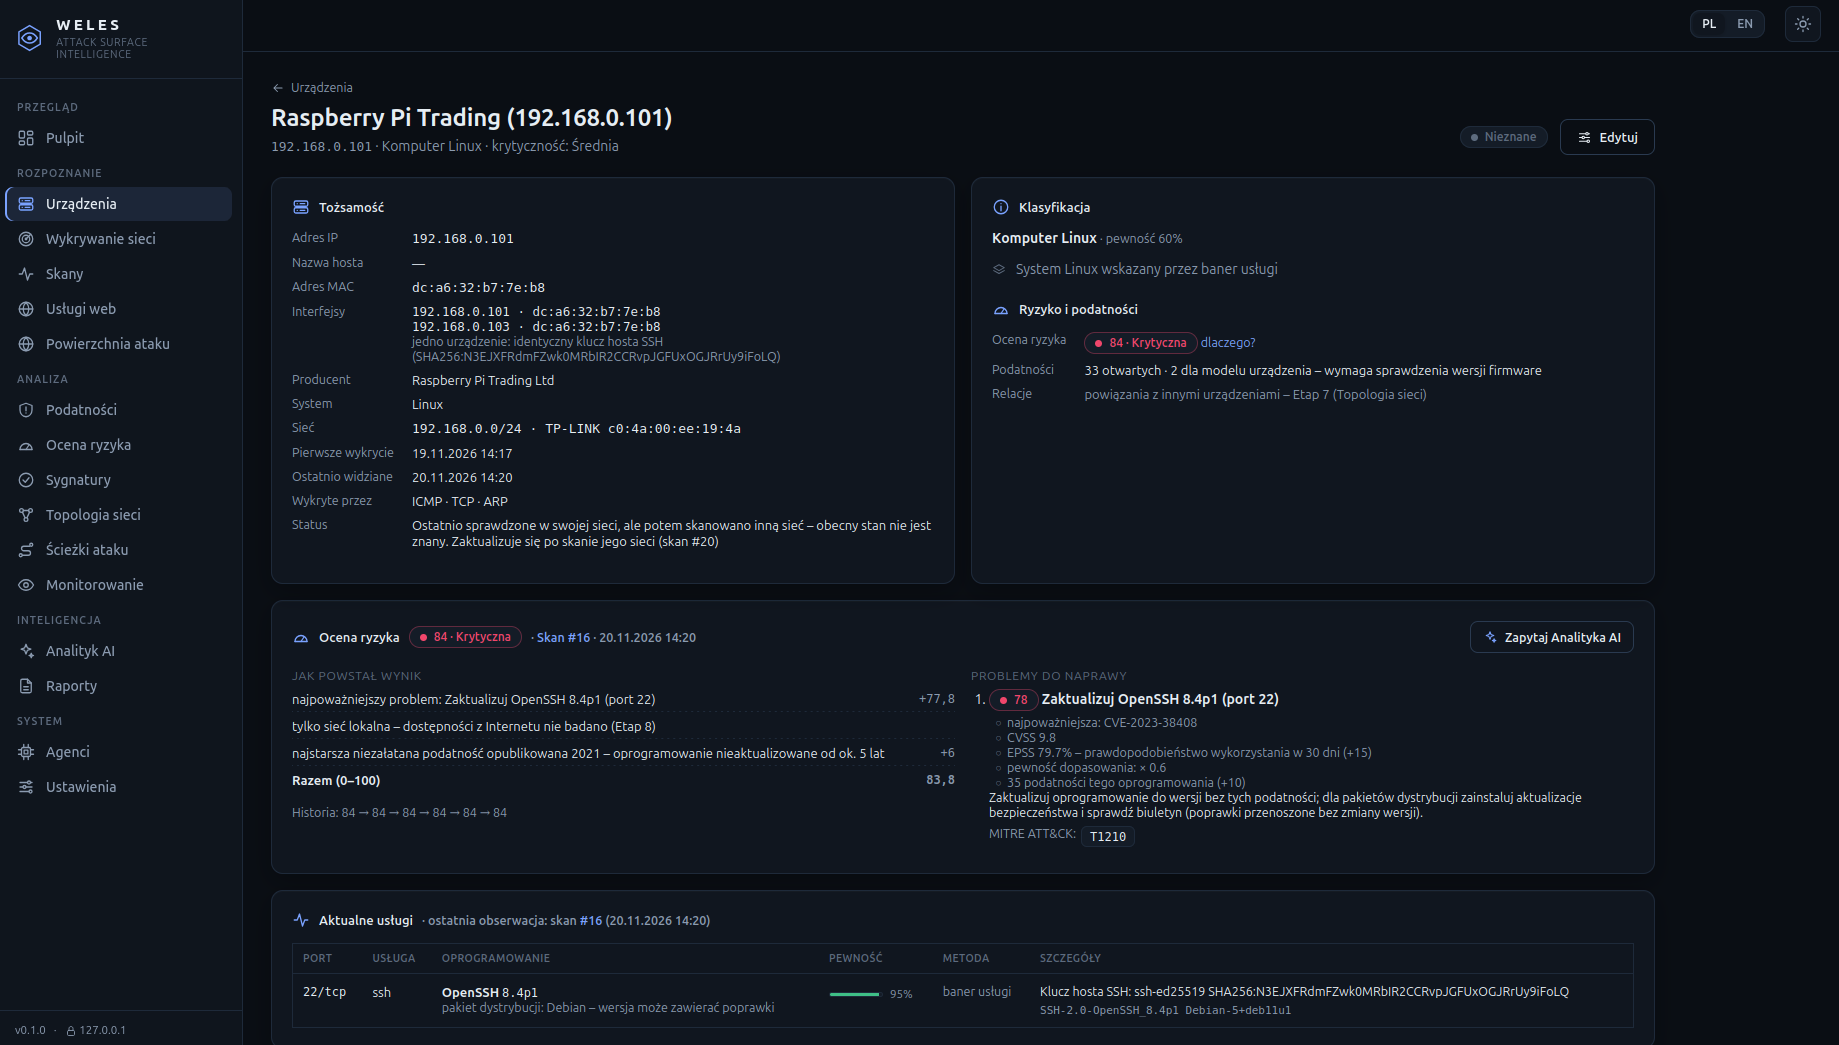 WELES
ATTACK SURFACE
INTELLIGENCE
PRZEGLĄD
Pulpit
ROZPOZNANIE
Urządzenia
Wykrywanie sieci
Skany
Usługi web
Powierzchnia ataku
ANALIZA
Podatności
Ocena ryzyka
Sygnatury
Topologia sieci
Ścieżki ataku
Monitorowanie
INTELIGENCJA
Analityk AI
Raporty
SYSTEM
Agenci
Ustawienia
v0.1.0 · 127.0.0.1
PL EN
← Urządzenia
Raspberry Pi Trading (192.168.0.101)
192.168.0.101 · Komputer Linux · krytyczność: Średnia
Nieznane
Edytuj
Tożsamość
Adres IP 192.168.0.101
Nazwa hosta —
Adres MAC dc:a6:32:b7:7e:b8
Interfejsy 192.168.0.101 · dc:a6:32:b7:7e:b8
192.168.0.103 · dc:a6:32:b7:7e:b8
jedno urządzenie: identyczny klucz hosta SSH
(SHA256:N3EJXFRdmFZwk0MRbIR2CCRvpJGFUxOGJRrUy9iFoLQ)
Producent Raspberry Pi Trading Ltd
System Linux
Sieć 192.168.0.0/24 · TP-LINK c0:4a:00:ee:19:4a
Pierwsze wykrycie 19.11.2026 14:17
Ostatnio widziane 20.11.2026 14:20
Wykryte przez ICMP · TCP · ARP
Status Ostatnio sprawdzone w swojej sieci, ale potem skanowano inną sieć – obecny stan nie jest
znany. Zaktualizuje się po skanie jego sieci (skan #20)
Klasyfikacja
Komputer Linux · pewność 60%
System Linux wskazany przez baner usługi
Ryzyko i podatności
Ocena ryzyka 84 · Krytyczna dlaczego?
Podatności 33 otwartych · 2 dla modelu urządzenia – wymaga sprawdzenia wersji firmware
Relacje powiązania z innymi urządzeniami – Etap 7 (Topologia sieci)
Ocena ryzyka 84 · Krytyczna · Skan #16 · 20.11.2026 14:20
Zapytaj Analityka AI
JAK POWSTAŁ WYNIK
najpoważniejszy problem: Zaktualizuj OpenSSH 8.4p1 (port 22) +77,8
tylko sieć lokalna – dostępności z Internetu nie badano (Etap 8)
najstarsza niezałatana podatność opublikowana 2021 – oprogramowanie nieaktualizowane od ok. 5 lat +6
Razem (0–100) 83,8
Historia: 84 → 84 → 84 → 84 → 84 → 84
PROBLEMY DO NAPRAWY
1. 78 Zaktualizuj OpenSSH 8.4p1 (port 22)
najpoważniejsza: CVE-2023-38408
CVSS 9.8
EPSS 79.7% – prawdopodobieństwo wykorzystania w 30 dni (+15)
pewność dopasowania: × 0.6
35 podatności tego oprogramowania (+10)
Zaktualizuj oprogramowanie do wersji bez tych podatności; dla pakietów dystrybucji zainstaluj aktualizacje
bezpieczeństwa i sprawdź biuletyn (poprawki przenoszone bez zmiany wersji).
MITRE ATT&CK: T1210
Aktualne usługi · ostatnia obserwacja: skan #16 (20.11.2026 14:20)
PORT USŁUGA OPROGRAMOWANIE PEWNOŚĆ METODA SZCZEGÓŁY
22/tcp ssh OpenSSH 8.4p1 95% baner usługi Klucz hosta SSH: ssh-ed25519 SHA256:N3EJXFRdmFZwk0MRbIR2CCRvpJGFUxOGJRrUy9iFoLQ
pakiet dystrybucji: Debian – wersja może zawierać poprawki SSH-2.0-OpenSSH_8.4p1 Debian-5+deb11u1